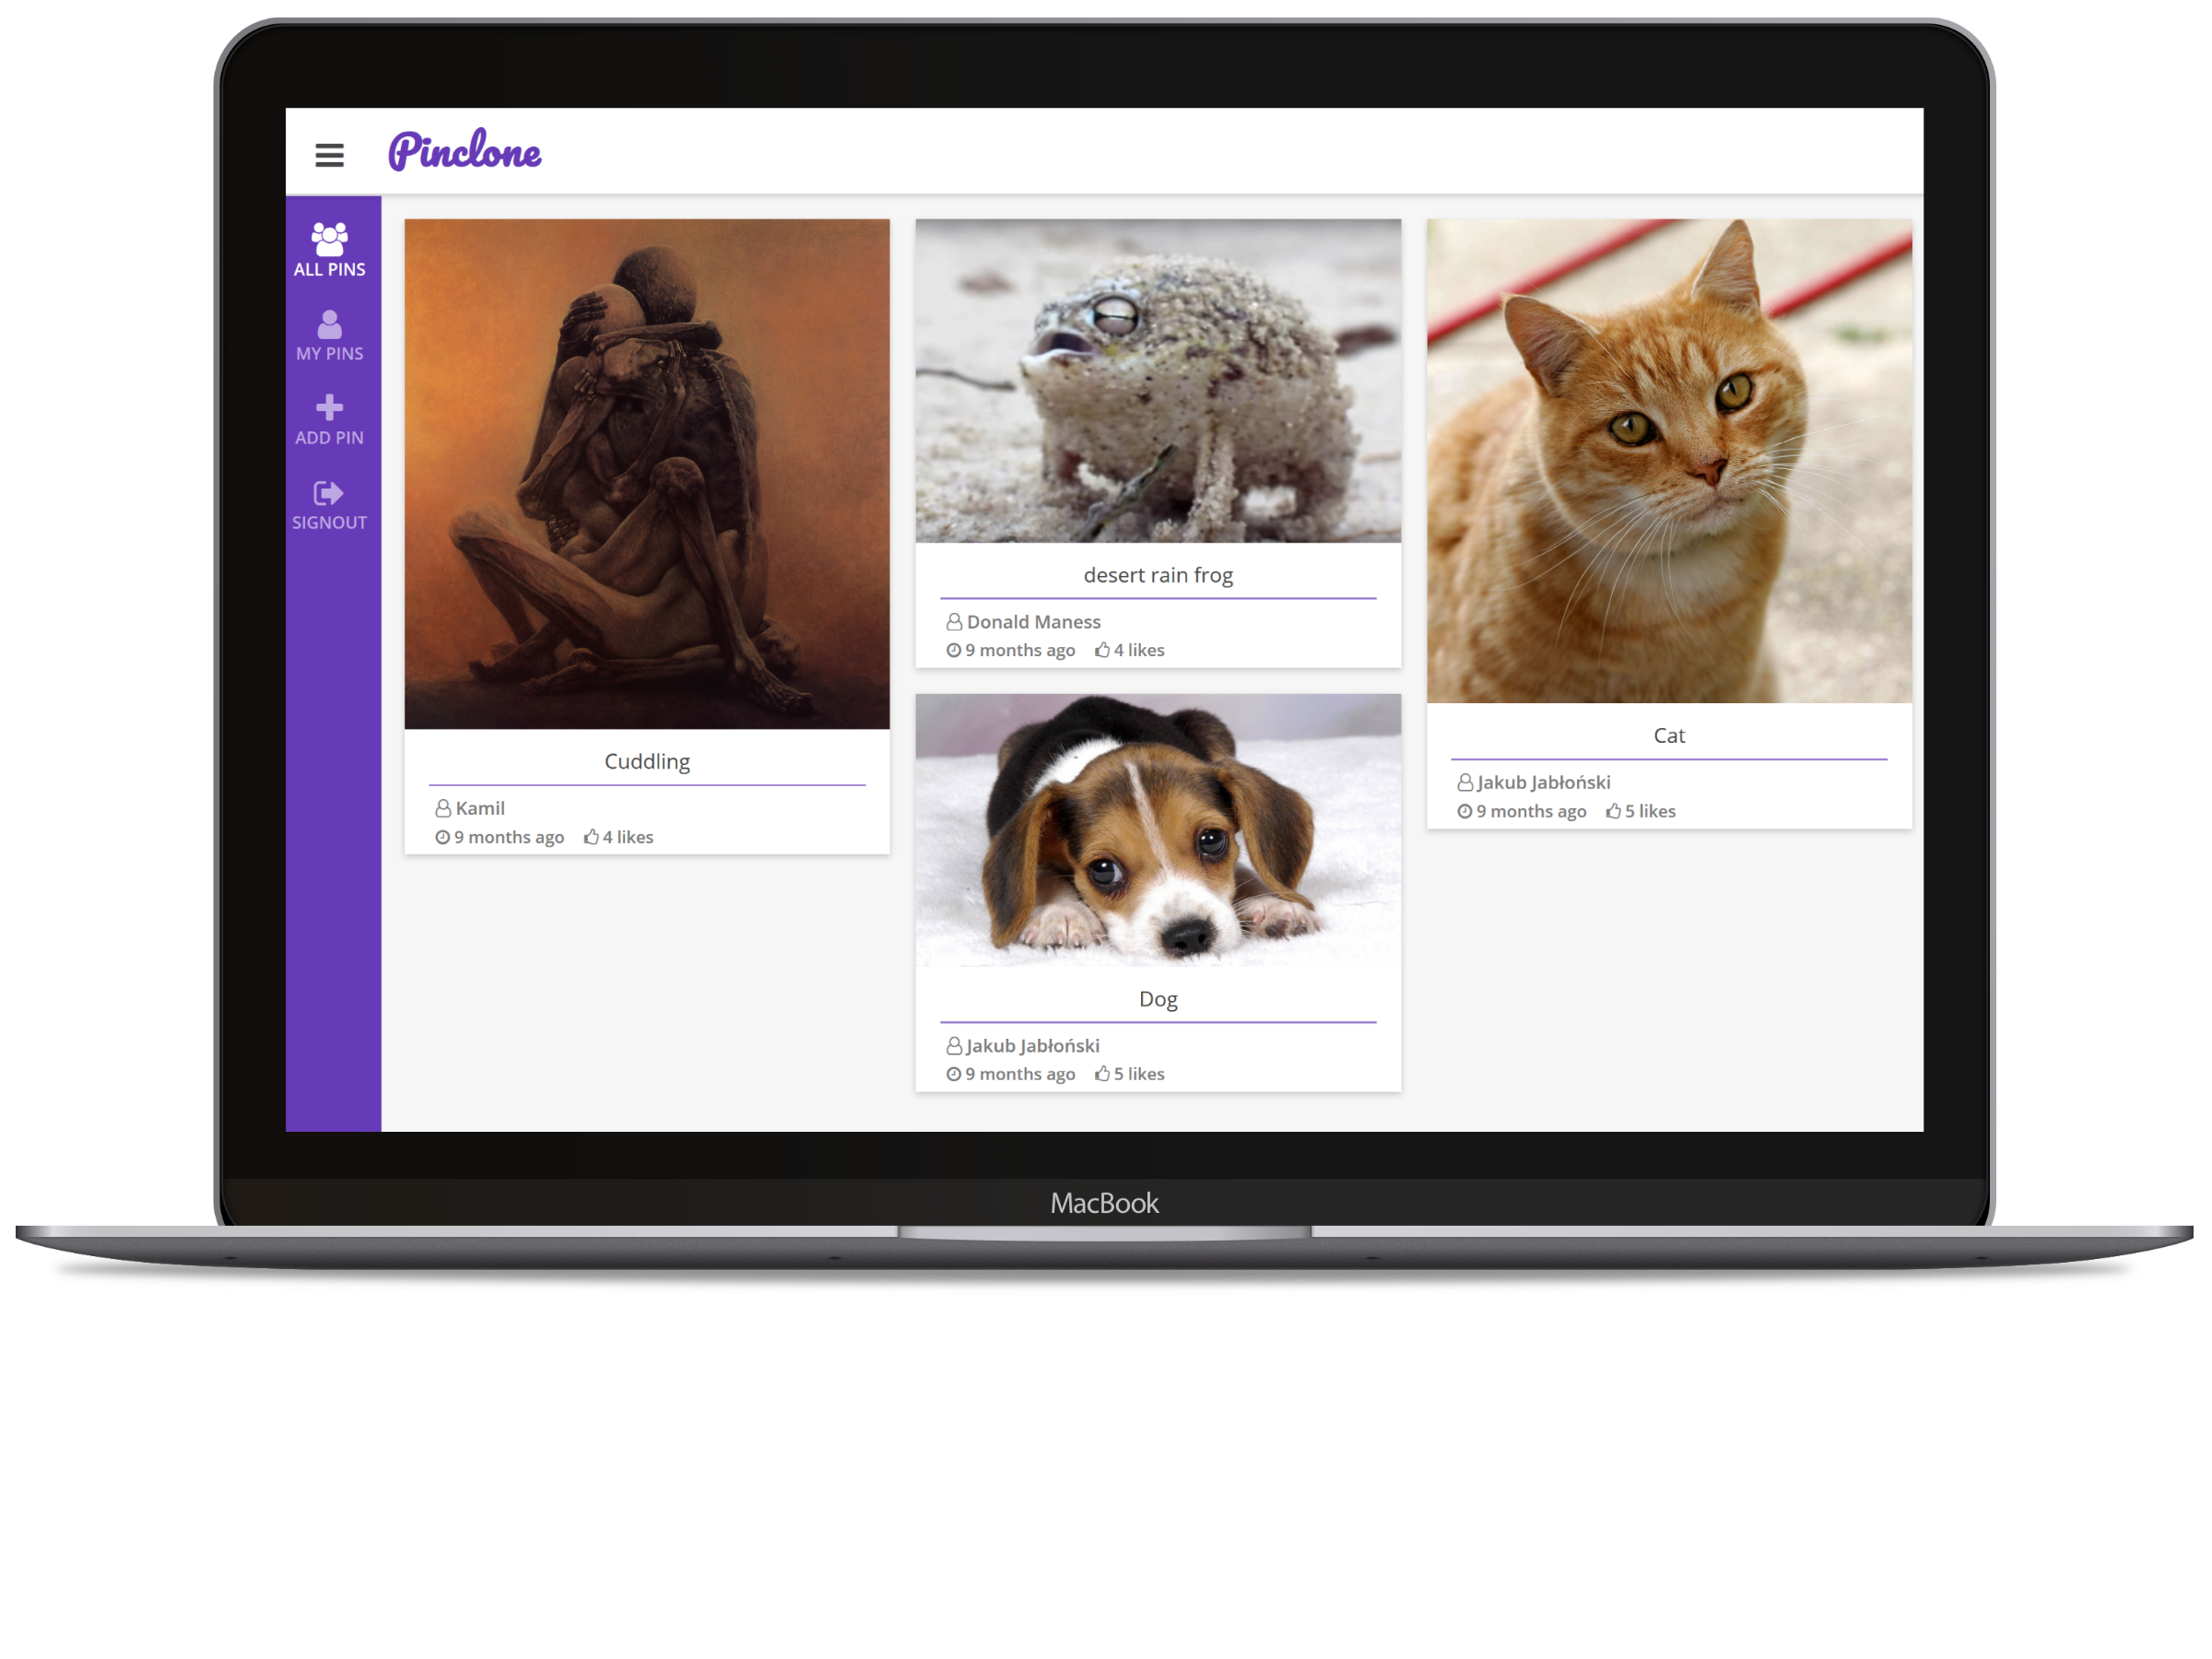 Pinclone
ALL PINS
MY PINS
ADD PIN
SIGNOUT
Cuddling
Kamil
9 months ago 4 likes
desert rain frog
Donald Maness
9 months ago 4 likes
Dog
Jakub Jabłoński
9 months ago 5 likes
Cat
Jakub Jabłoński
9 months ago 5 likes
MacBook